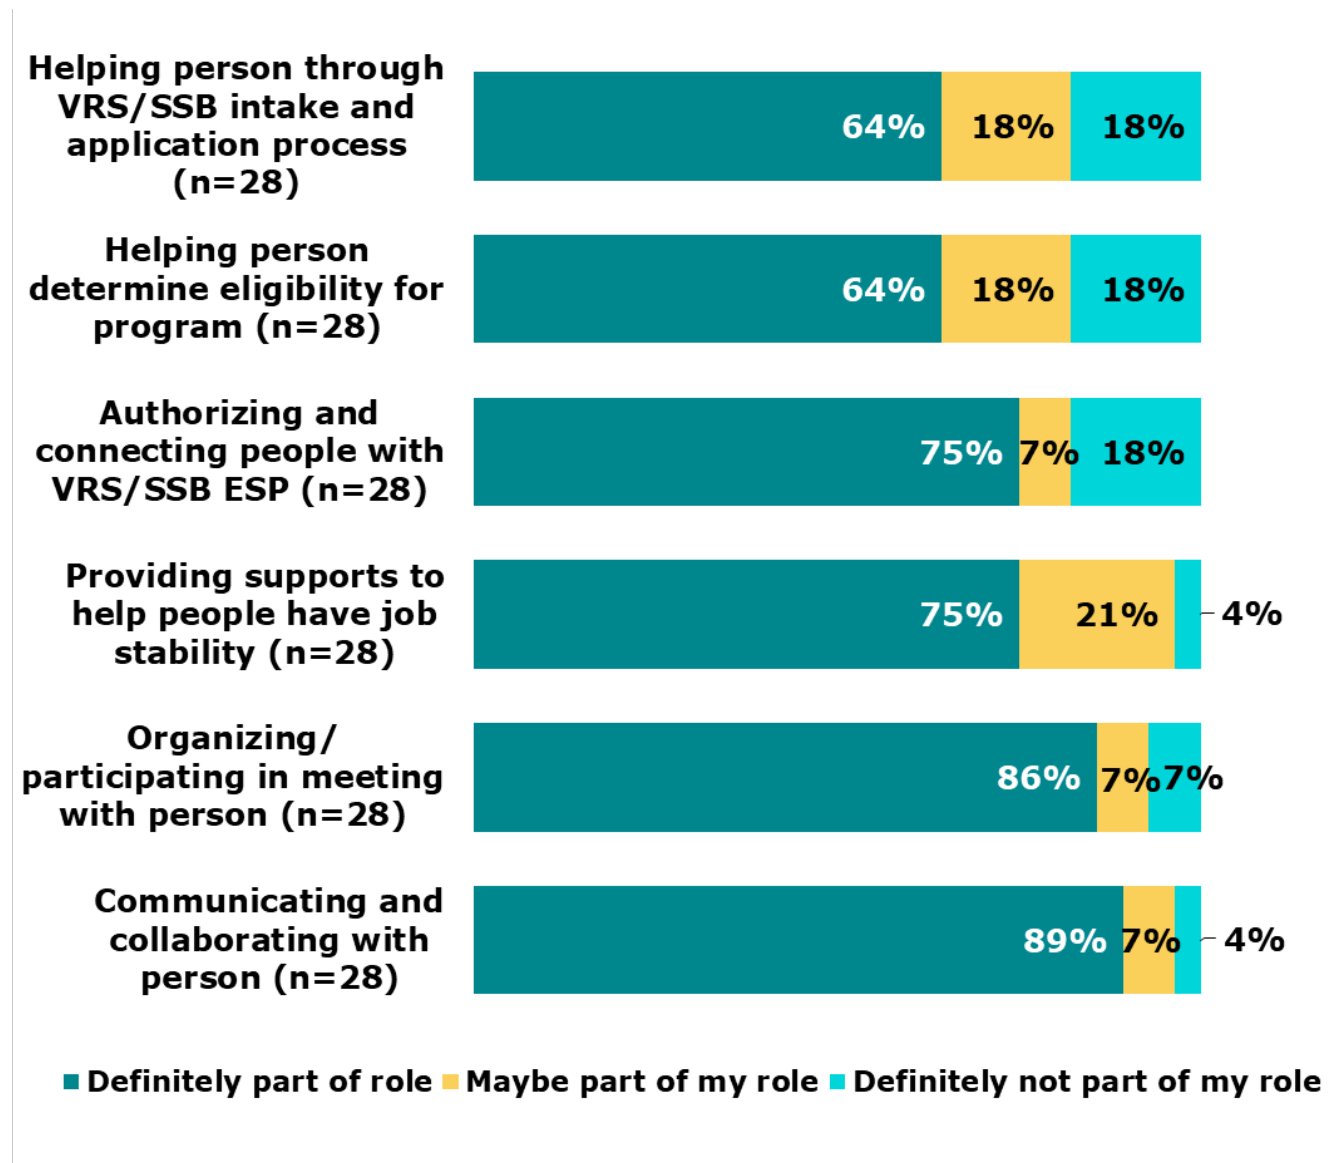 Helping person through
VRS/SSB intake and
application process
(n=28)
64% 18% 18%
Helping person
determine eligibility for
program (n=28)
64% 18% 18%
Authorizing and
connecting people with
VRS/SSB ESP (n=28)
75% 7% 18%
Providing supports to
help people have job
stability (n=28)
75% 21% 4%
Organizing/
participating in meeting
with person (n=28)
86% 7% 7%
Communicating and
collaborating with
person (n=28)
89% 7% 4%
Definitely part of role Maybe part of my role Definitely not part of my role